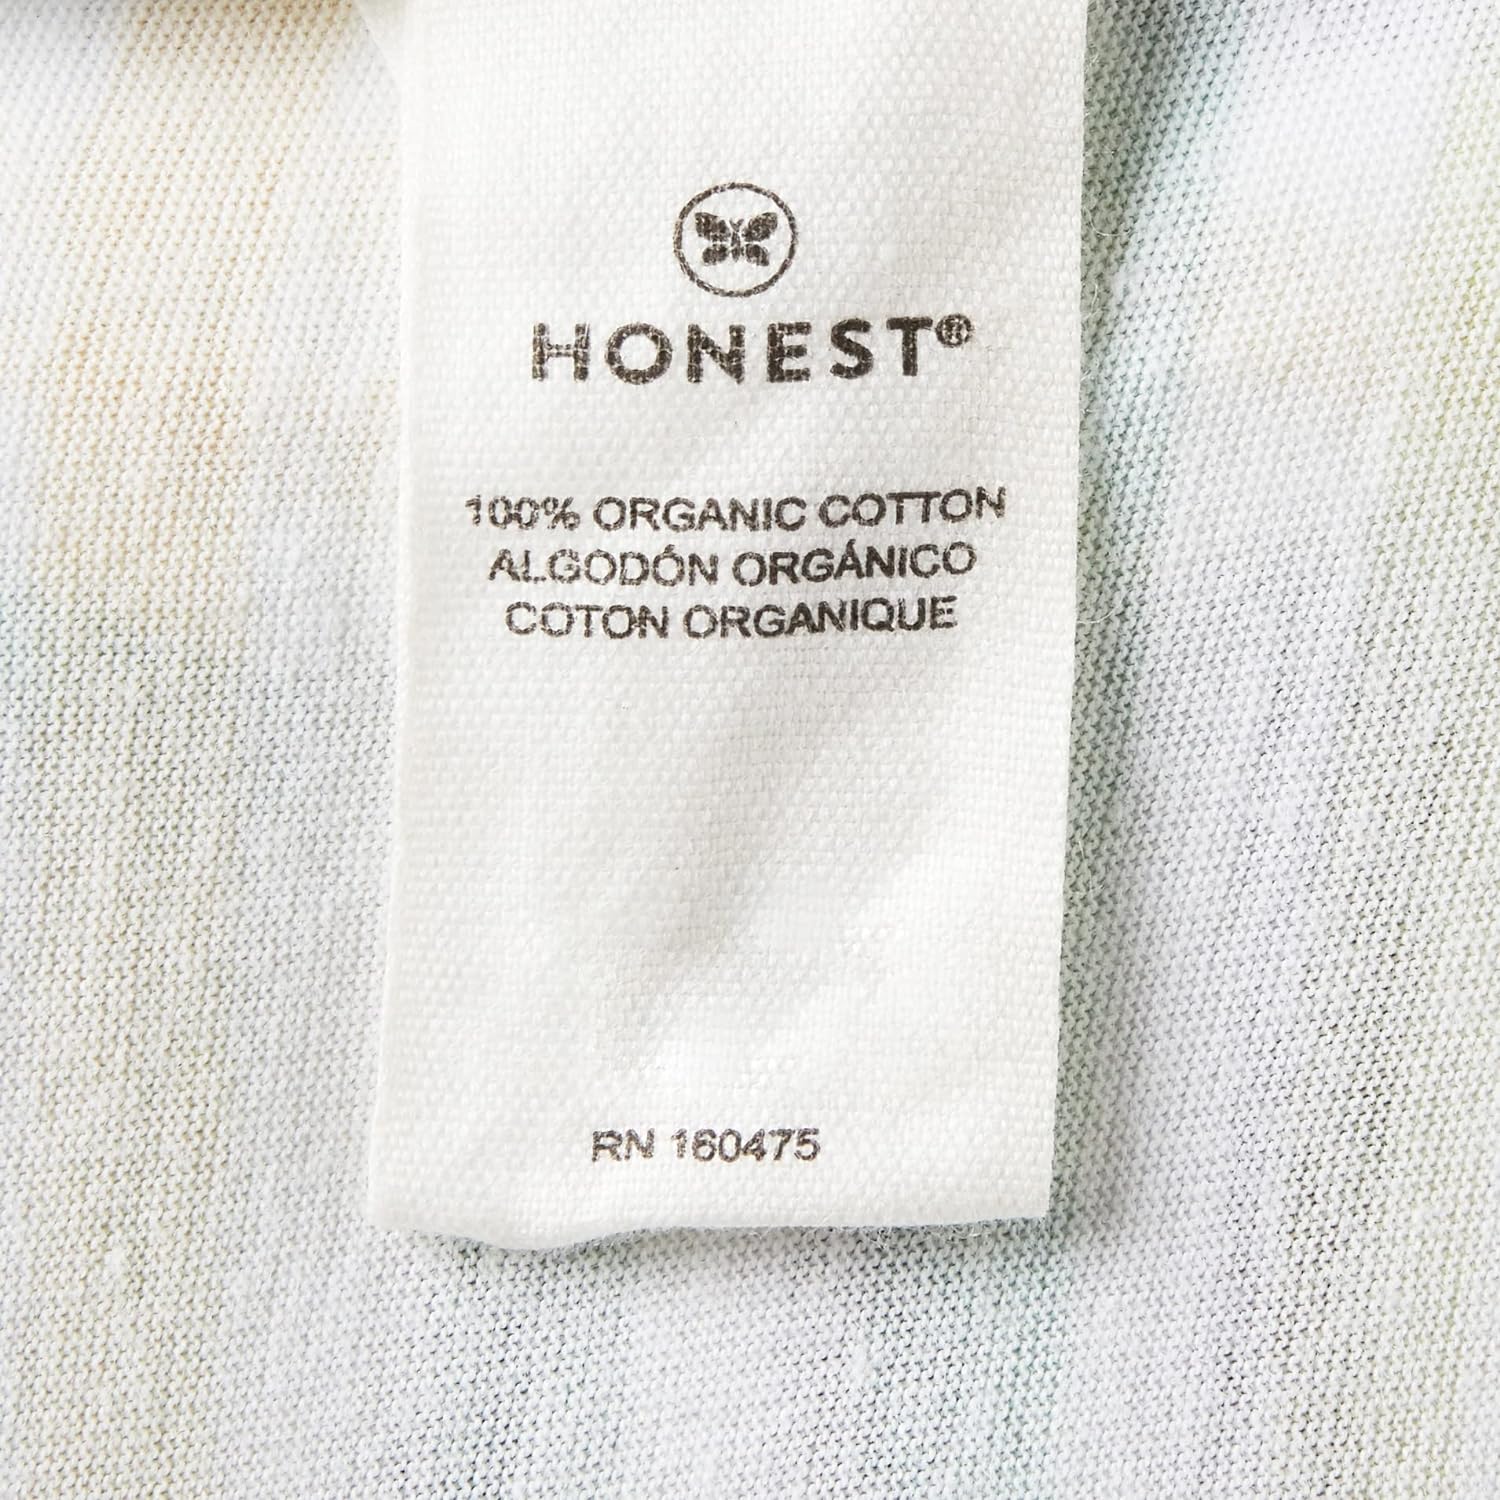 HONEST®
100% ORGANIC COTTON
ALGODÓN ORGÁNICO
COTON ORGANIQUE
RN 160475